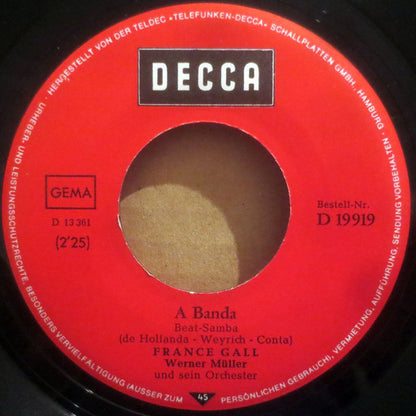 DECCA
GEMA
D 13 361
(2'25)
Bestell-Nr.
D 19919
A Banda
Beat-Samba
(de Hollanda - Weyrich - Conta)
FRANCE GALL
Werner Müller
und sein Orchester
45
HERGESTELLT VON DER TELDEC »TELEFUNKEN-DECCA« SCHALLPLATTEN GMBH, HAMBURG · URHEBER- UND LEISTUNGSSCHUTZRECHTE, BESONDERS VERVIELFÄLTIGUNG (AUSSER ZUM PERSÖNLICHEN GEBRAUCH), VERMIETUNG, AUFFÜHRUNG, SENDUNG VORBEHALTEN ·